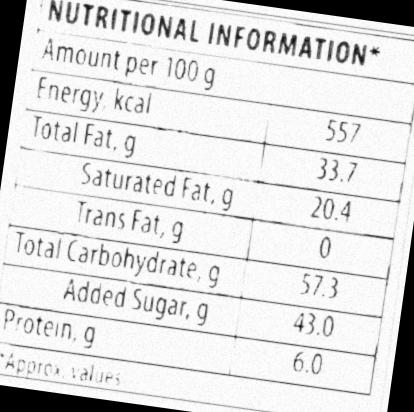 NUTRITIONAL INFORMATION*
Amount per 100 g
Energy, kcal 557
Total Fat, g 33.7
Saturated Fat, g 20.4
Trans Fat, g 0
Total Carbohydrate, g 57.3
Added Sugar, g 43.0
Protein, g 6.0
*Approx. values